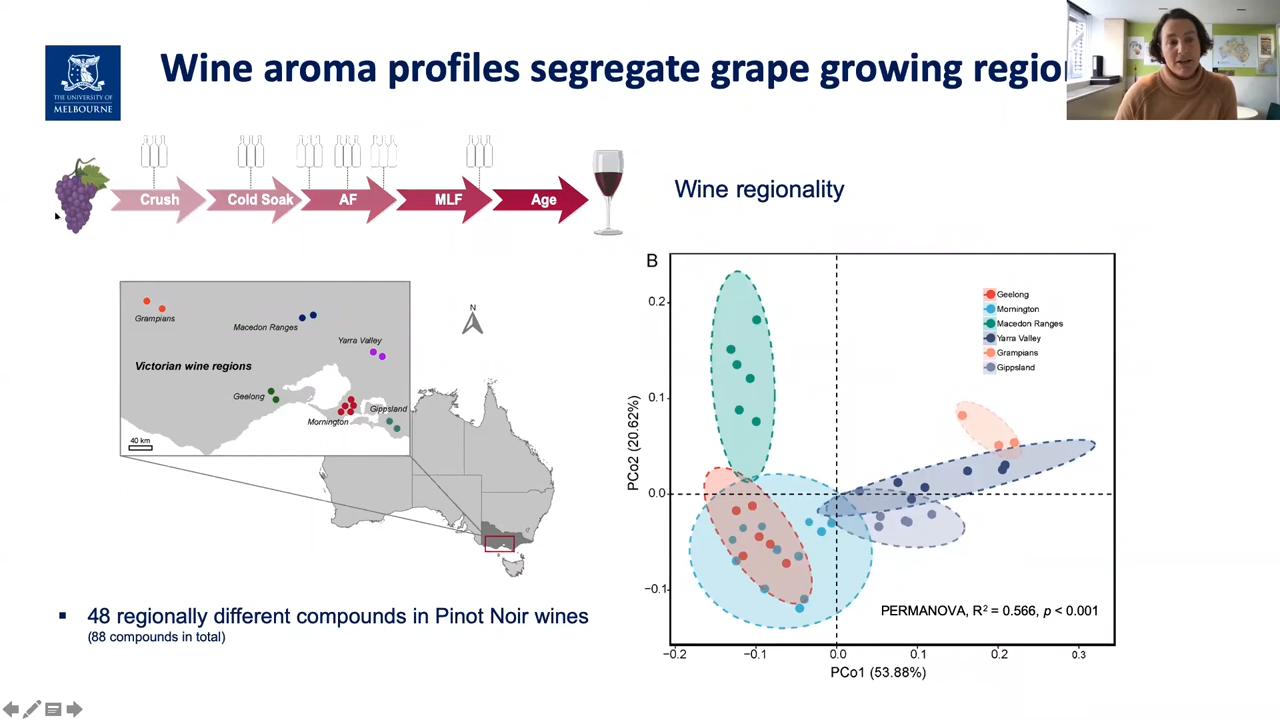 Wine aroma profiles segregate grape growing regio
THE UNIVERSITY OF
MELBOURNE
Crush
Cold Soak
AF
MLF
Age
Wine regionality
Grampians
Macedon Ranges
Yarra Valley
Victorian wine regions
Geelong
Mornington
Gippsland
40 km
N
B
Geelong
Mornington
Macedon Ranges
Yarra Valley
Grampians
Gippsland
0.2
0.1
0.0
−0.1
PCo2 (20.62%)
PERMANOVA, R² = 0.566, p < 0.001
−0.2
−0.1
0.0
0.1
0.2
0.3
PCo1 (53.88%)
▪ 48 regionally different compounds in Pinot Noir wines
(88 compounds in total)